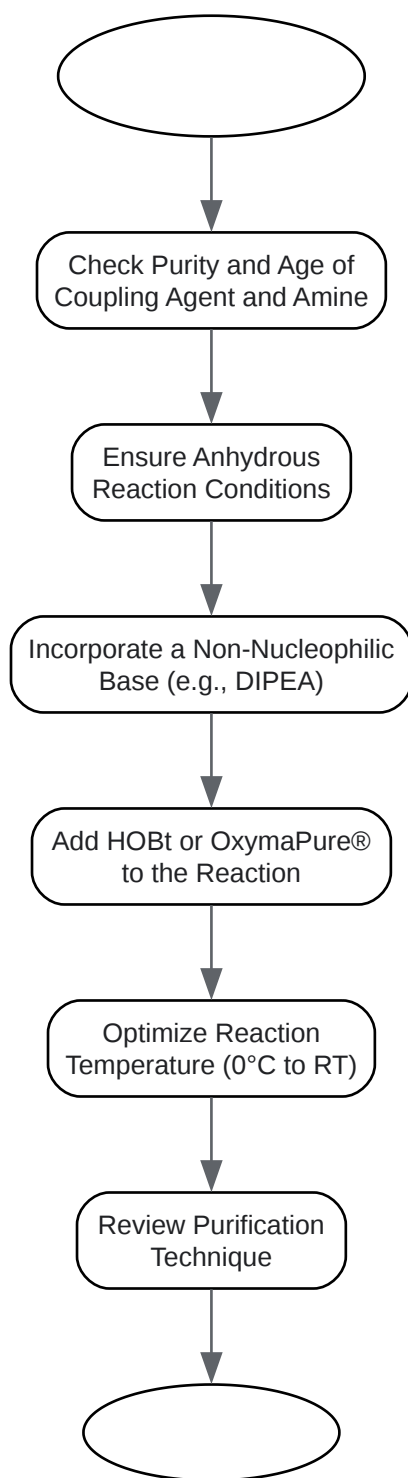 Check Purity and Age of
Coupling Agent and Amine
Ensure Anhydrous
Reaction Conditions
Incorporate a Non-Nucleophilic
Base (e.g., DIPEA)
Add HOBt or OxymaPure®
to the Reaction
Optimize Reaction
Temperature (0°C to RT)
Review Purification
Technique